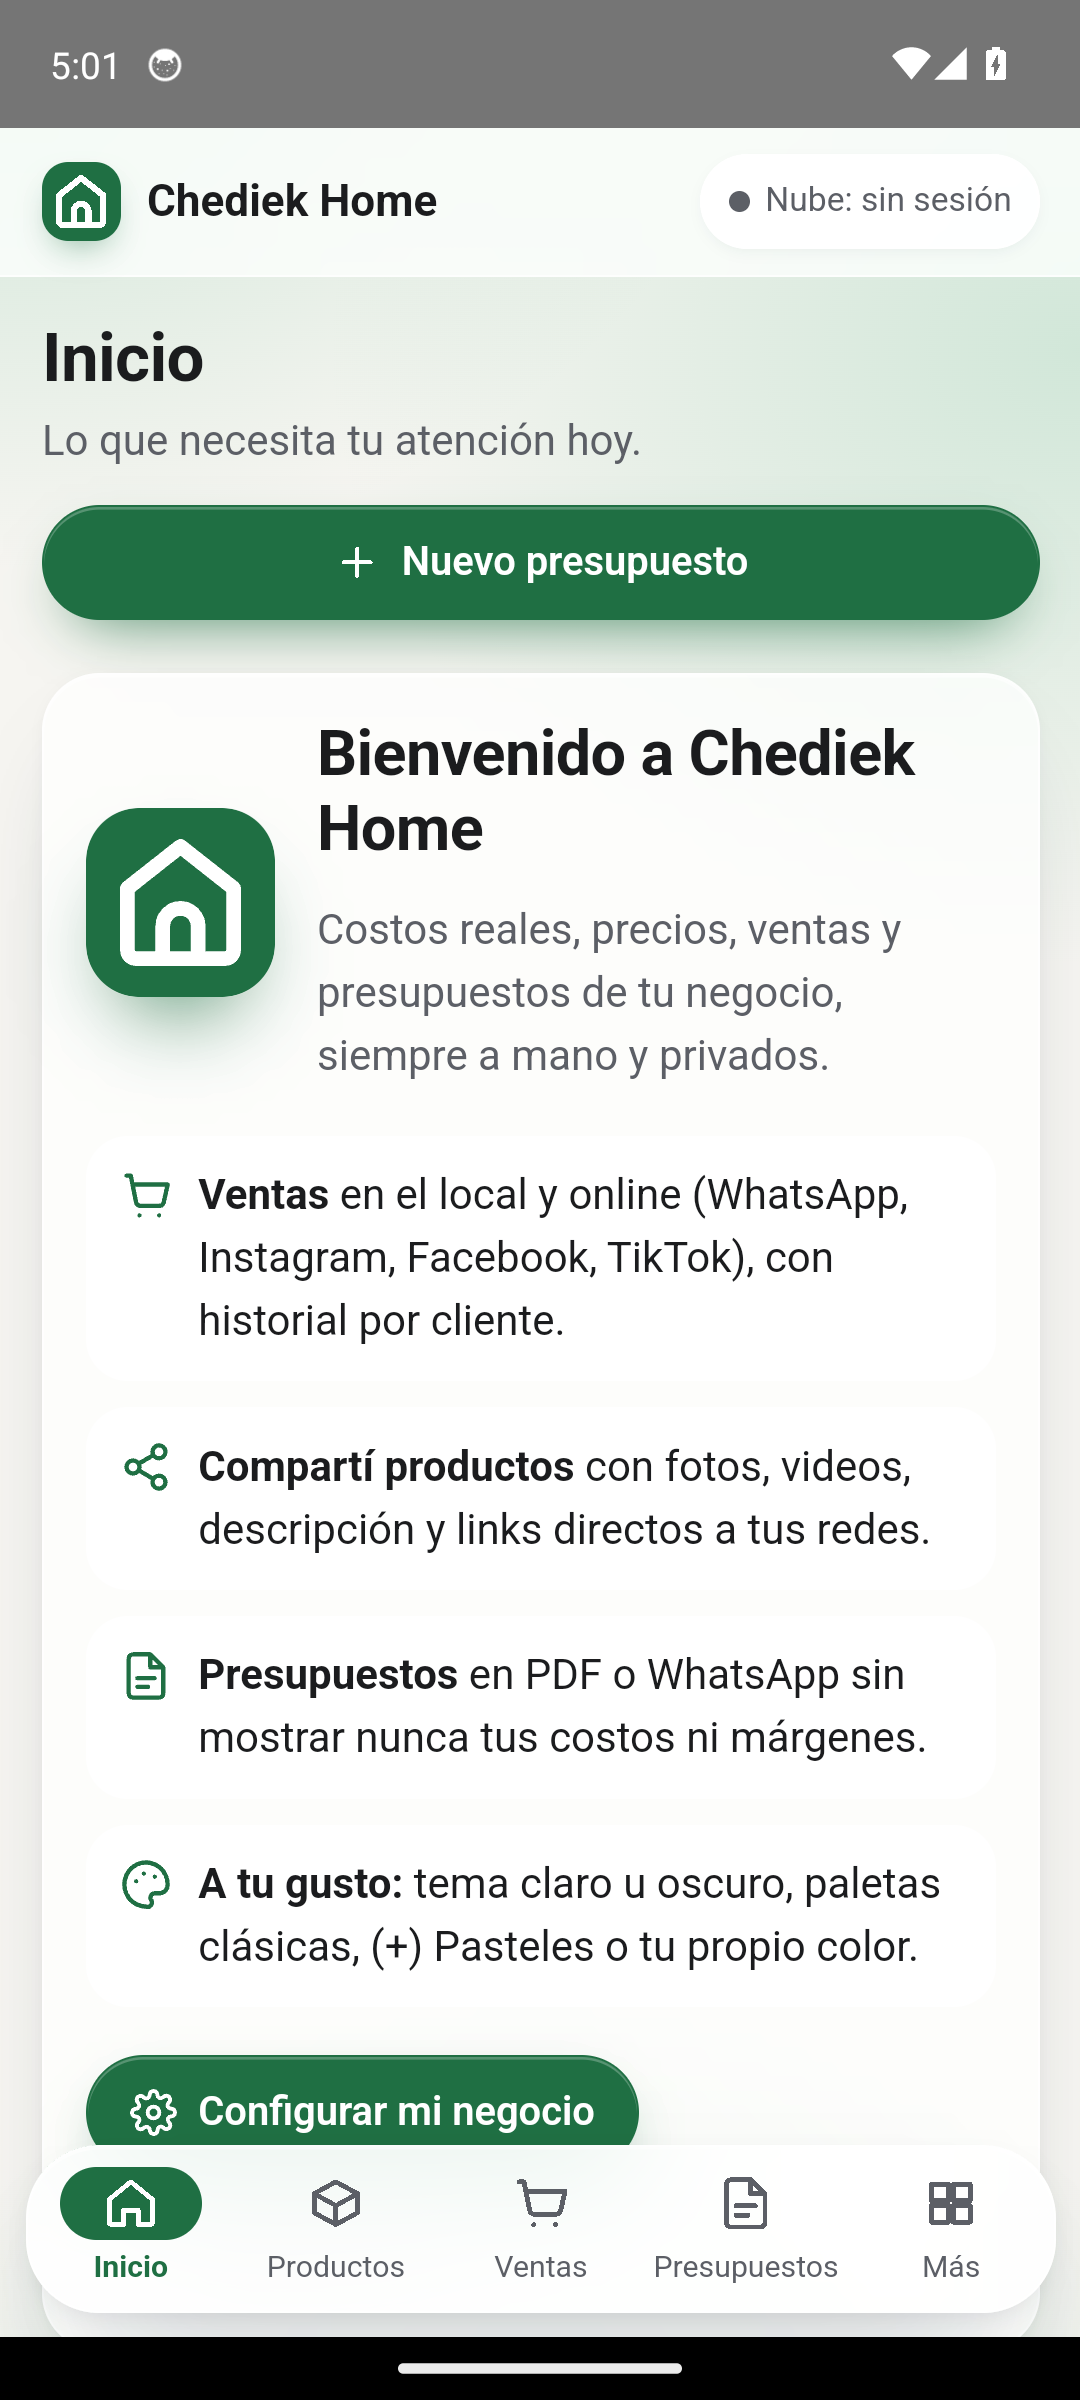 5:01
Chediek Home
Nube: sin sesión
Inicio
Lo que necesita tu atención hoy.
Nuevo presupuesto
Bienvenido a Chediek
Home
Costos reales, precios, ventas y
presupuestos de tu negocio,
siempre a mano y privados.
Ventas en el local y online (WhatsApp,
Instagram, Facebook, TikTok), con
historial por cliente.
Compartí productos con fotos, videos,
descripción y links directos a tus redes.
Presupuestos en PDF o WhatsApp sin
mostrar nunca tus costos ni márgenes.
A tu gusto: tema claro u oscuro, paletas
clásicas, (+) Pasteles o tu propio color.
Configurar mi negocio
Inicio
Productos
Ventas
Presupuestos
Más